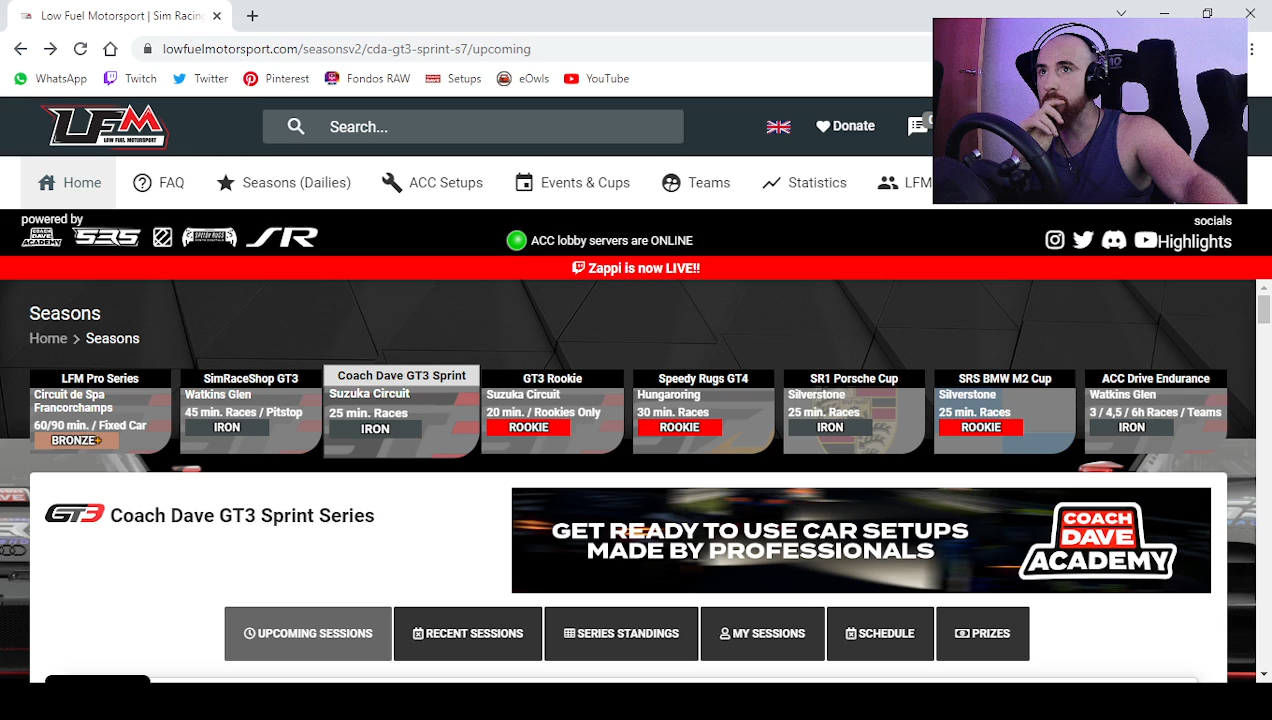 Low Fuel Motorsport | Sim Racing
lowfuelmotorsport.com/seasonsv2/cda-gt3-sprint-s7/upcoming
WhatsApp Twitch Twitter Pinterest Fondos RAW Setups eOwls YouTube
LFM
LOW FUEL MOTORSPORT
Search...
Donate
Home FAQ Seasons (Dailies) ACC Setups Events & Cups Teams Statistics LFM
powered by
socials
COACH DAVE ACADEMY
SRS
SPEEDY RUGS
SR
ACC lobby servers are ONLINE
Highlights
Zappi is now LIVE!!
Seasons
Home > Seasons
LFM Pro Series
Circuit de Spa
Francorchamps
60/90 min. / Fixed Car
BRONZE+
SimRaceShop GT3
Watkins Glen
45 min. Races / Pitstop
IRON
Coach Dave GT3 Sprint
Suzuka Circuit
25 min. Races
IRON
GT3 Rookie
Suzuka Circuit
20 min. / Rookies Only
ROOKIE
Speedy Rugs GT4
Hungaroring
30 min. Races
ROOKIE
SR1 Porsche Cup
Silverstone
25 min. Races
IRON
SRS BMW M2 Cup
Silverstone
25 min. Races
ROOKIE
ACC Drive Endurance
Watkins Glen
3 / 4,5 / 6h Races / Teams
IRON
GT3 Coach Dave GT3 Sprint Series
GET READY TO USE CAR SETUPS
MADE BY PROFESSIONALS
COACH
DAVE
ACADEMY
UPCOMING SESSIONS RECENT SESSIONS SERIES STANDINGS MY SESSIONS SCHEDULE PRIZES